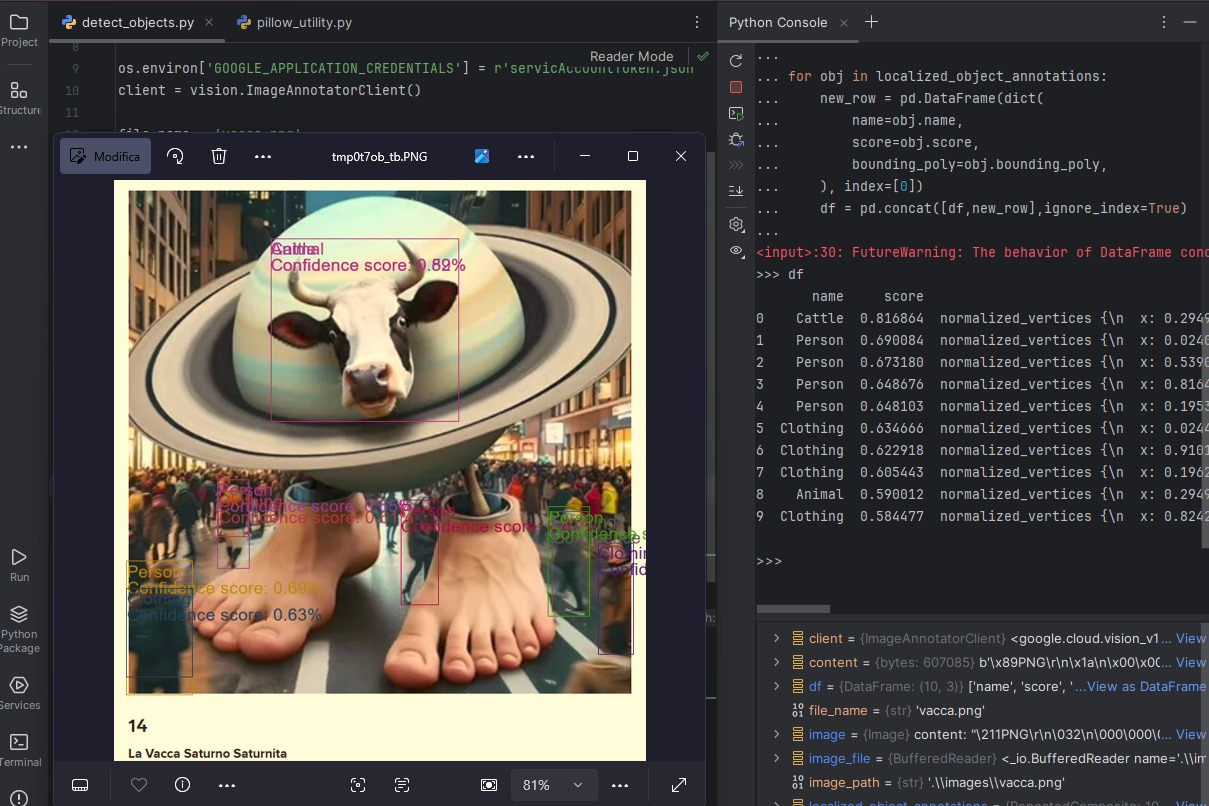 Project
Structure
Run
Python
Package
Services
Terminal
detect_objects.py
pillow_utility.py
8
9 os.environ['GOOGLE_APPLICATION_CREDENTIALS'] = r'servicAccountToken.json
10 client = vision.ImageAnnotatorClient()
11
Reader Mode
Modifica
tmp0t7ob_tb.PNG
Animal
Confidence score:
Person
Confidence score:
Person
Confidence score
Person
Confidence s
Clothin
Confid
Person
Confidence score: 0.69%
Clothing
Confidence score: 0.63%
14
La Vacca Saturno Saturnita
81%
Python Console
...
... for obj in localized_object_annotations:
... new_row = pd.DataFrame(dict(
... name=obj.name,
... score=obj.score,
... bounding_poly=obj.bounding_poly,
... ), index=[0])
... df = pd.concat([df,new_row],ignore_index=True)
...
<input>:30: FutureWarning: The behavior of DataFrame conc
>>> df
name score
0 Cattle 0.816864 normalized_vertices {\n x: 0.2949
1 Person 0.690084 normalized_vertices {\n x: 0.0240
2 Person 0.673180 normalized_vertices {\n x: 0.5390
3 Person 0.648676 normalized_vertices {\n x: 0.8164
4 Person 0.648103 normalized_vertices {\n x: 0.1953
5 Clothing 0.634666 normalized_vertices {\n x: 0.0244
6 Clothing 0.622918 normalized_vertices {\n x: 0.9101
7 Clothing 0.605443 normalized_vertices {\n x: 0.1962
8 Animal 0.590012 normalized_vertices {\n x: 0.2949
9 Clothing 0.584477 normalized_vertices {\n x: 0.8242
>>>
client = {ImageAnnotatorClient} <google.cloud.vision_v1... View
content = {bytes: 607085} b'\x89PNG\r\n\x1a\n\x00\x0... View
df = {DataFrame: (10, 3)} ['name', 'score', '...View as DataFrame
file_name = {str} 'vacca.png'
image = {Image} content: "\211PNG\r\n\032\n\000\000\... View
image_file = {BufferedReader} <_io.BufferedReader name='.\\im
image_path = {str} '.\\images\\vacca.png'